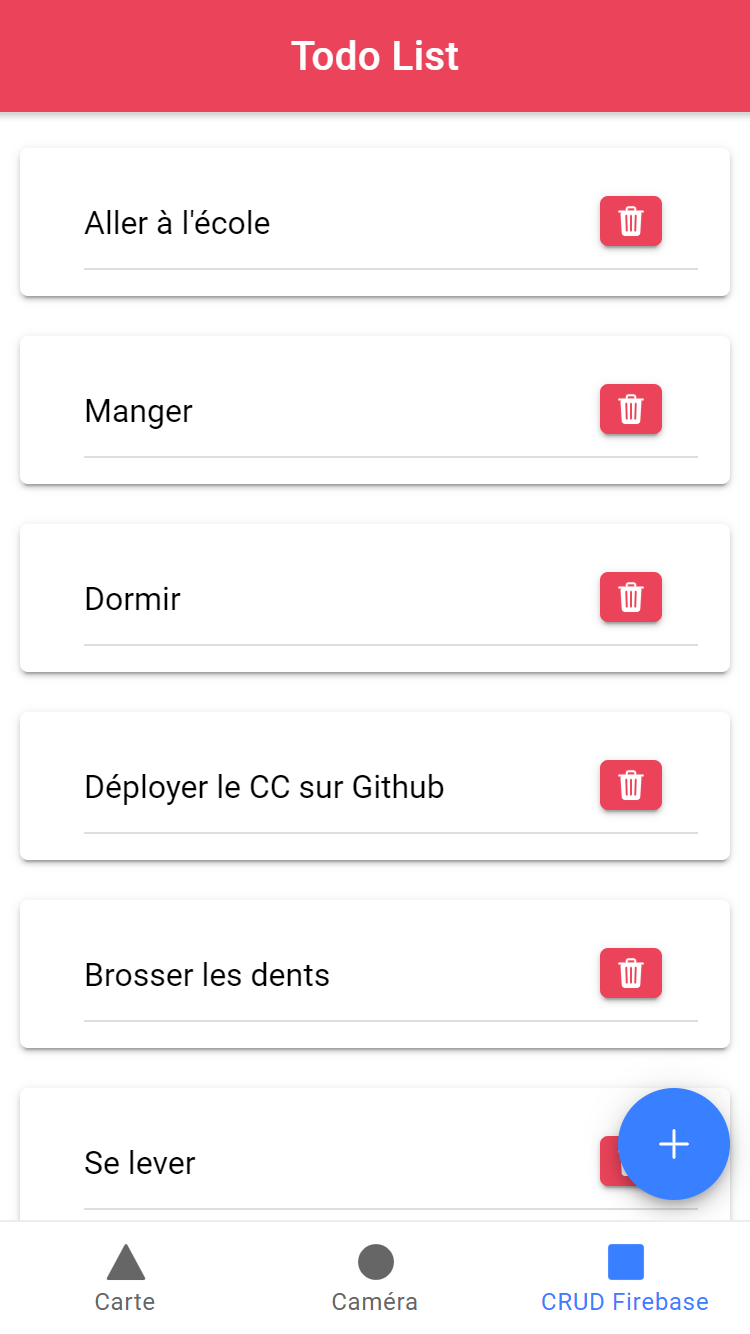 Todo List
Aller à l'école
Manger
Dormir
Déployer le CC sur Github
Brosser les dents
Se lever
Carte
Caméra
CRUD Firebase